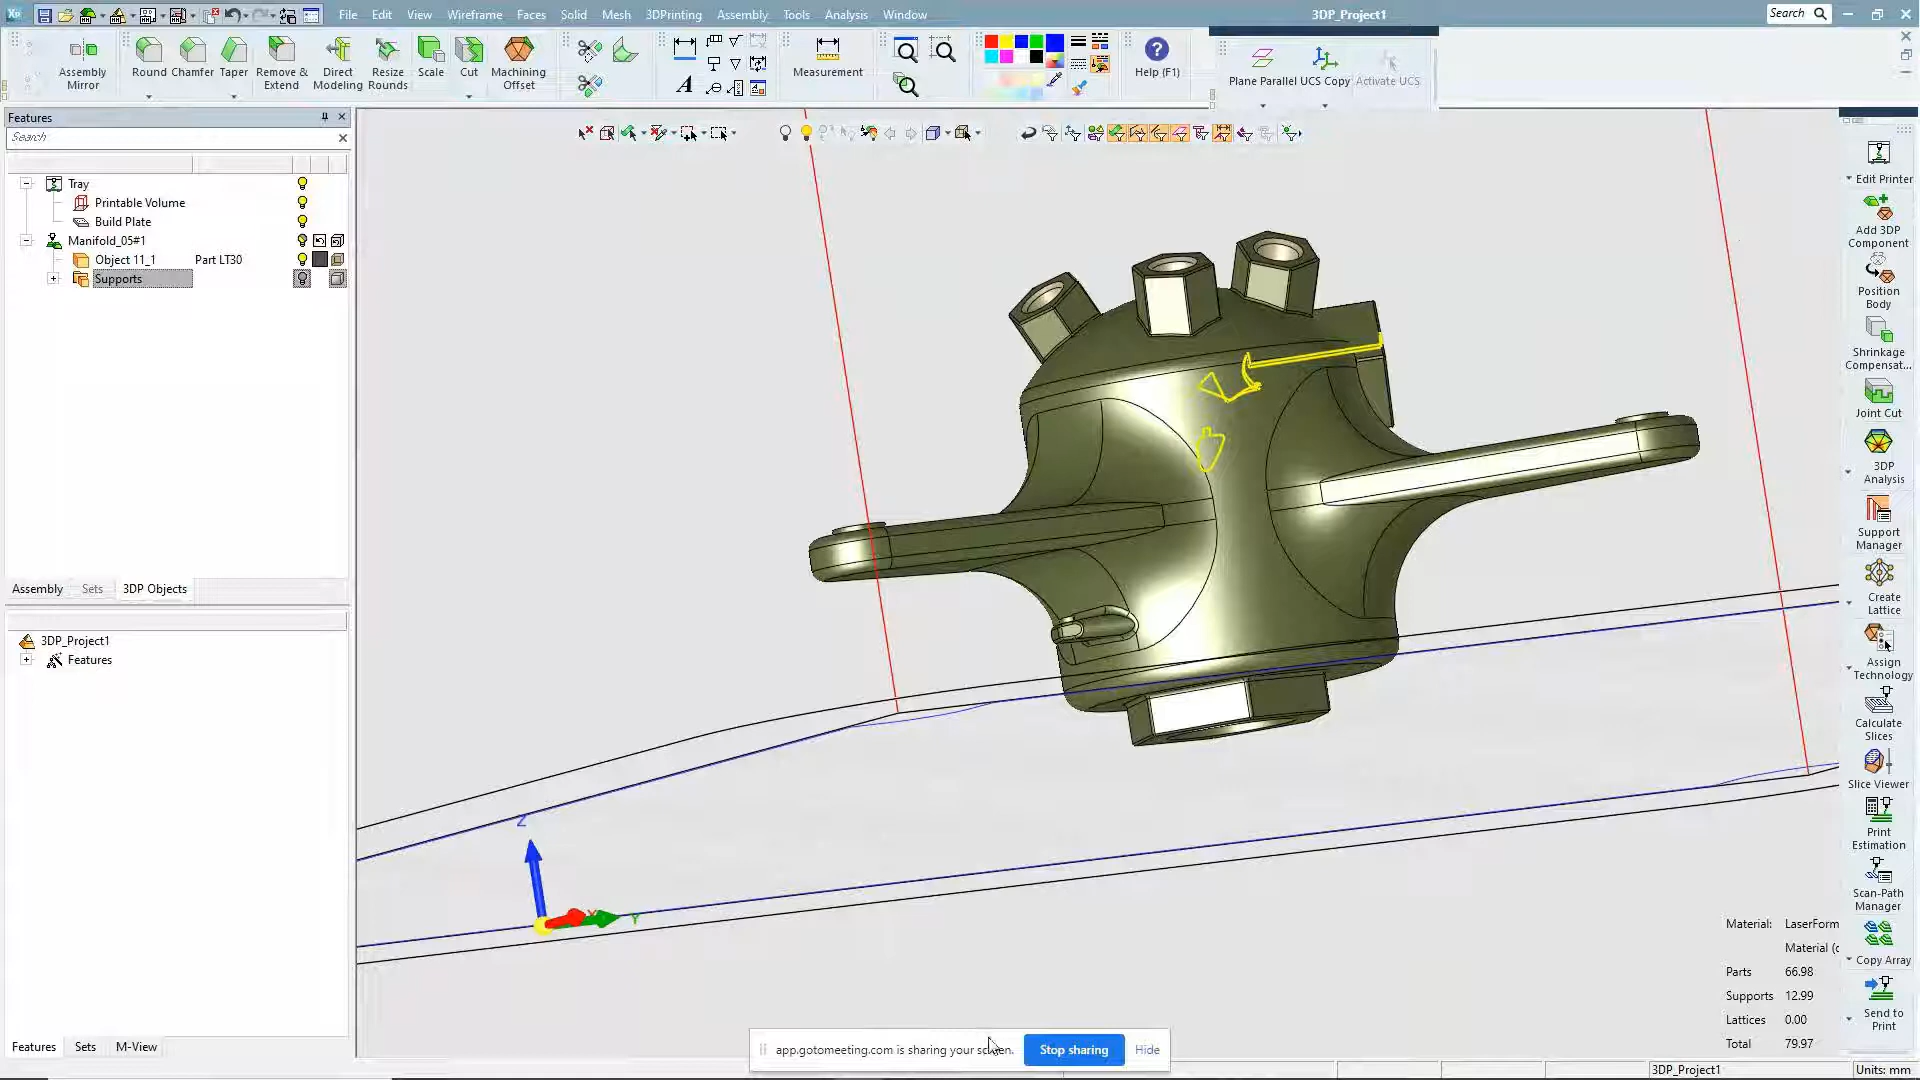 Xp
File Edit View Wireframe Faces Solid Mesh 3DPrinting Assembly Tools Analysis Window
3DP_Project1
Search
Assembly Mirror
Round
Chamfer
Taper
Remove & Extend
Direct Modeling
Resize Rounds
Scale
Cut
Machining Offset
Measurement
Help (F1)
Plane Parallel
UCS Copy
Activate UCS
Features
Search
Tray
Printable Volume
Build Plate
Manifold_05#1
Object 11_1 Part LT30
Supports
Assembly Sets 3DP Objects
3DP_Project1
Features
Features Sets M-View
Z
X
Y
Edit Printer
Add 3DP Component
Position Body
Shrinkage Compensat...
Joint Cut
3DP Analysis
Support Manager
Create Lattice
Assign Technology
Calculate Slices
Slice Viewer
Print Estimation
Scan-Path Manager
Copy Array
Send to Print
Material: LaserForm
Material (c
Parts 66.98
Supports 12.99
Lattices 0.00
Total 79.97
app.gotomeeting.com is sharing your screen. Stop sharing Hide
3DP_Project1 Units: mm